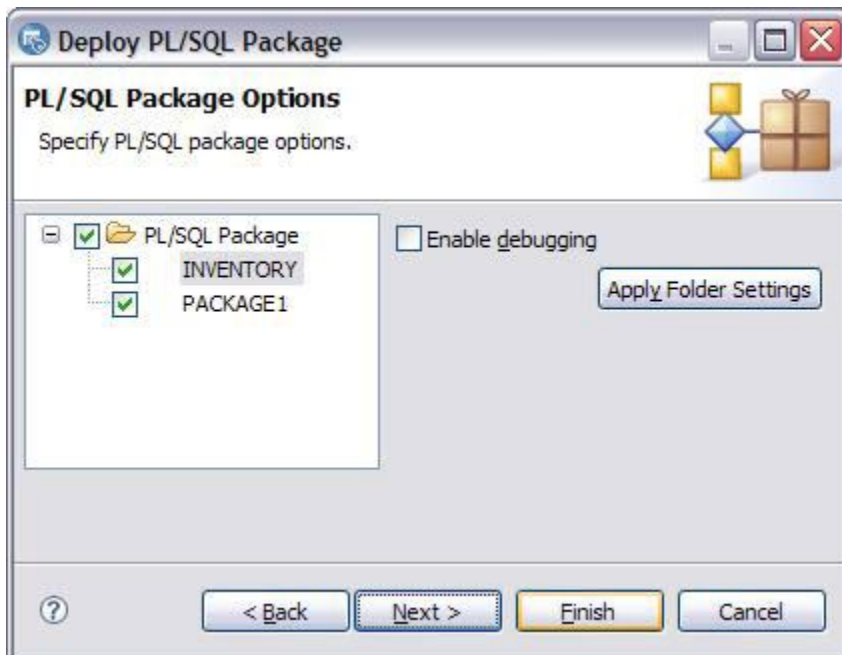 Deploy PL/SQL Package
PL/SQL Package Options
Specify PL/SQL package options.
PL/SQL Package
INVENTORY
PACKAGE1
Enable debugging
Apply Folder Settings
?
< Back
Next >
Finish
Cancel